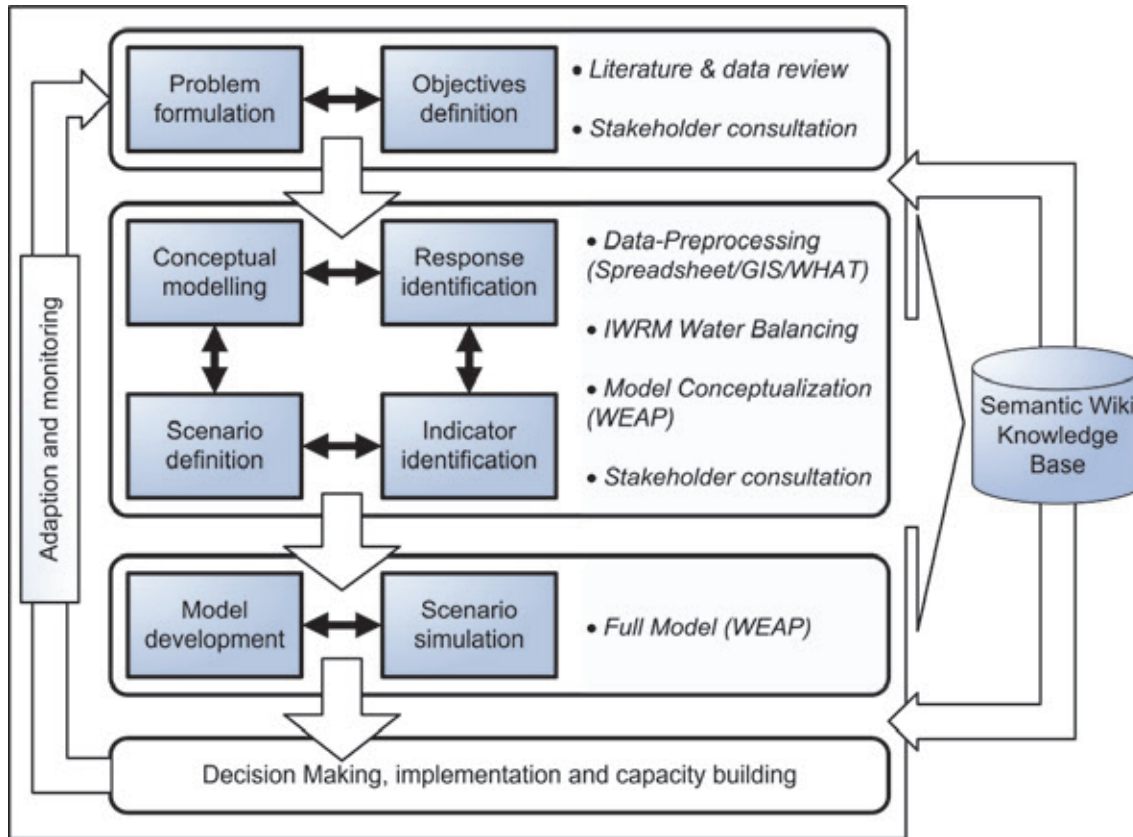 Problem
formulation
Objectives
definition
• Literature & data review
• Stakeholder consultation
Conceptual
modelling
Response
identification
Scenario
definition
Indicator
identification
• Data-Preprocessing
(Spreadsheet/GIS/WHAT)
• IWRM Water Balancing
• Model Conceptualization
(WEAP)
• Stakeholder consultation
Model
development
Scenario
simulation
• Full Model (WEAP)
Decision Making, implementation and capacity building
Adaption and monitoring
Semantic Wiki
Knowledge
Base